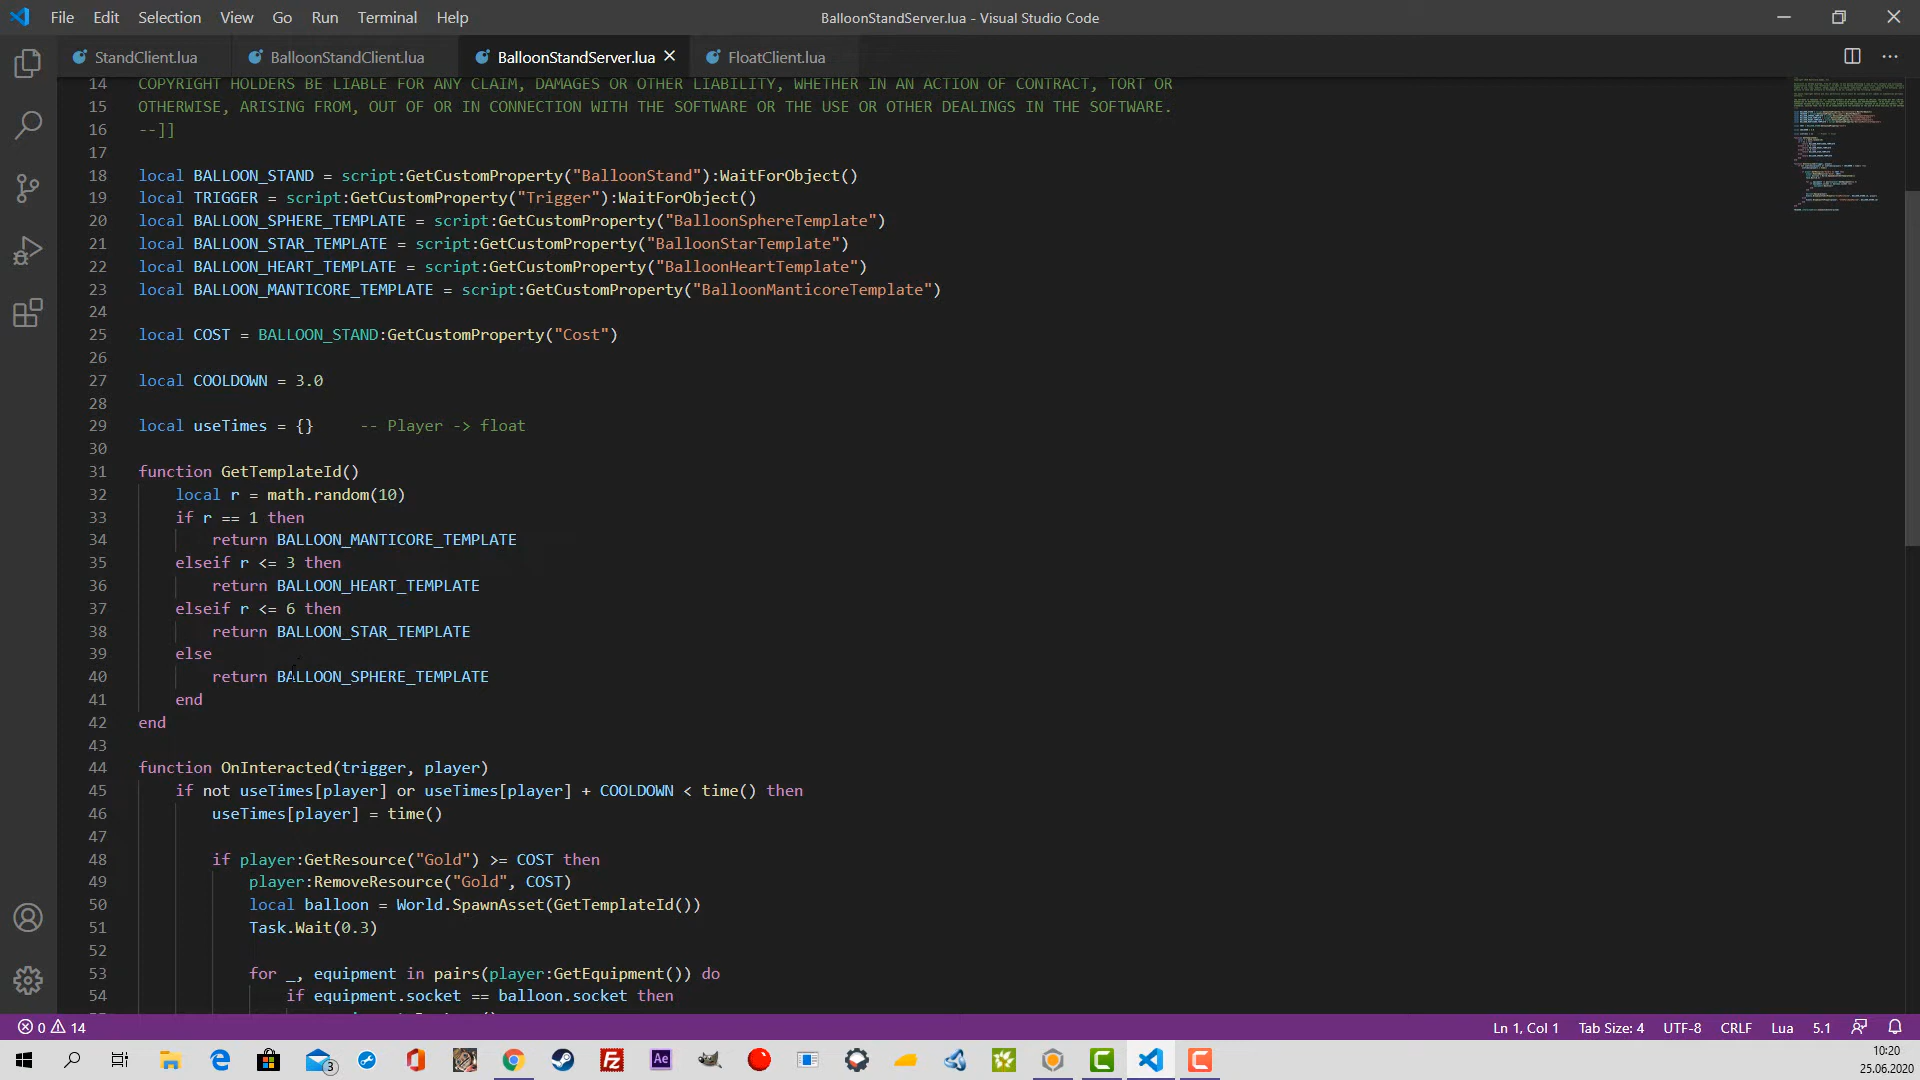 File Edit Selection View Go Run Terminal Help
BalloonStandServer.lua - Visual Studio Code
StandClient.lua
BalloonStandClient.lua
BalloonStandServer.lua
FloatClient.lua
14 COPYRIGHT HOLDERS BE LIABLE FOR ANY CLAIM, DAMAGES OR OTHER LIABILITY, WHETHER IN AN ACTION OF CONTRACT, TORT OR
15 OTHERWISE, ARISING FROM, OUT OF OR IN CONNECTION WITH THE SOFTWARE OR THE USE OR OTHER DEALINGS IN THE SOFTWARE.
16 --]]
17
18 local BALLOON_STAND = script:GetCustomProperty("BalloonStand"):WaitForObject()
19 local TRIGGER = script:GetCustomProperty("Trigger"):WaitForObject()
20 local BALLOON_SPHERE_TEMPLATE = script:GetCustomProperty("BalloonSphereTemplate")
21 local BALLOON_STAR_TEMPLATE = script:GetCustomProperty("BalloonStarTemplate")
22 local BALLOON_HEART_TEMPLATE = script:GetCustomProperty("BalloonHeartTemplate")
23 local BALLOON_MANTICORE_TEMPLATE = script:GetCustomProperty("BalloonManticoreTemplate")
24
25 local COST = BALLOON_STAND:GetCustomProperty("Cost")
26
27 local COOLDOWN = 3.0
28
29 local useTimes = {} -- Player -> float
30
31 function GetTemplateId()
32 local r = math.random(10)
33 if r == 1 then
34 return BALLOON_MANTICORE_TEMPLATE
35 elseif r <= 3 then
36 return BALLOON_HEART_TEMPLATE
37 elseif r <= 6 then
38 return BALLOON_STAR_TEMPLATE
39 else
40 return BALLOON_SPHERE_TEMPLATE
41 end
42 end
43
44 function OnInteracted(trigger, player)
45 if not useTimes[player] or useTimes[player] + COOLDOWN < time() then
46 useTimes[player] = time()
47
48 if player:GetResource("Gold") >= COST then
49 player:RemoveResource("Gold", COST)
50 local balloon = World.SpawnAsset(GetTemplateId())
51 Task.Wait(0.3)
52
53 for _, equipment in pairs(player:GetEquipment()) do
54 if equipment.socket == balloon.socket then
0 14
Ln 1, Col 1 Tab Size: 4 UTF-8 CRLF Lua 5.1
3
Ae
10:20
25.06.2020